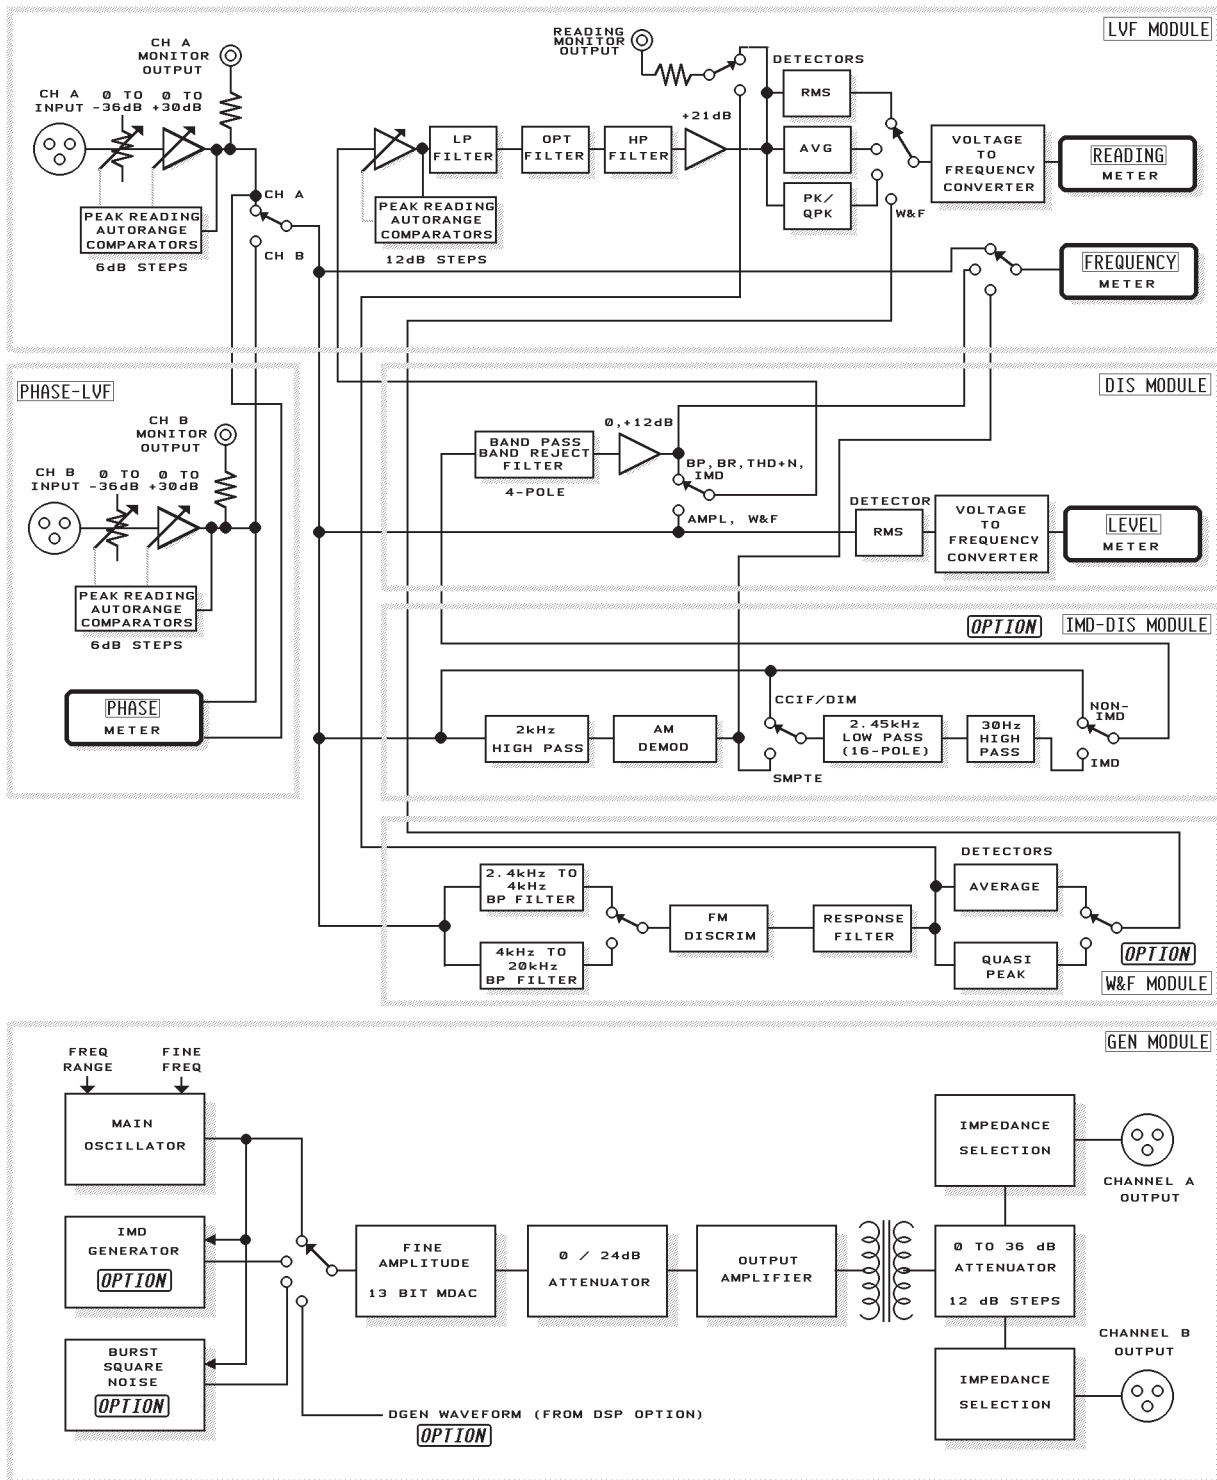 LVF MODULE
CH A
MONITOR
OUTPUT
CH A
INPUT
0 TO
-36dB
0 TO
+30dB
PEAK READING
AUTORANGE
COMPARATORS
6dB STEPS
CH A
CH B
READING
MONITOR
OUTPUT
LP
FILTER
OPT
FILTER
HP
FILTER
+21dB
PEAK READING
AUTORANGE
COMPARATORS
12dB STEPS
DETECTORS
RMS
AVG
PK/
QPK
W&F
VOLTAGE
TO
FREQUENCY
CONVERTER
READING
METER
FREQUENCY
METER
PHASE-LVF
CH B
MONITOR
OUTPUT
CH B
INPUT
0 TO
-36dB
0 TO
+30dB
PEAK READING
AUTORANGE
COMPARATORS
6dB STEPS
PHASE
METER
DIS MODULE
BAND PASS
BAND REJECT
FILTER
4-POLE
0,+12dB
BP,BR,THD+N,
IMD
AMPL, W&F
DETECTOR
RMS
VOLTAGE
TO
FREQUENCY
CONVERTER
LEVEL
METER
OPTION
IMD-DIS MODULE
2kHz
HIGH PASS
AM
DEMOD
CCIF/DIM
SMPTE
2.45kHz
LOW PASS
(16-POLE)
30Hz
HIGH
PASS
NON-
IMD
IMD
2.4kHz TO
4kHz
BP FILTER
4kHz TO
20kHz
BP FILTER
FM
DISCRIM
RESPONSE
FILTER
DETECTORS
AVERAGE
QUASI
PEAK
OPTION
W&F MODULE
GEN MODULE
FREQ
RANGE
FINE
FREQ
MAIN
OSCILLATOR
IMD
GENERATOR
OPTION
BURST
SQUARE
NOISE
OPTION
FINE
AMPLITUDE
13 BIT MDAC
0 / 24dB
ATTENUATOR
OUTPUT
AMPLIFIER
IMPEDANCE
SELECTION
CHANNEL A
OUTPUT
0 TO 36 dB
ATTENUATOR
12 dB STEPS
CHANNEL B
OUTPUT
IMPEDANCE
SELECTION
DGEN WAVEFORM (FROM DSP OPTION)
OPTION